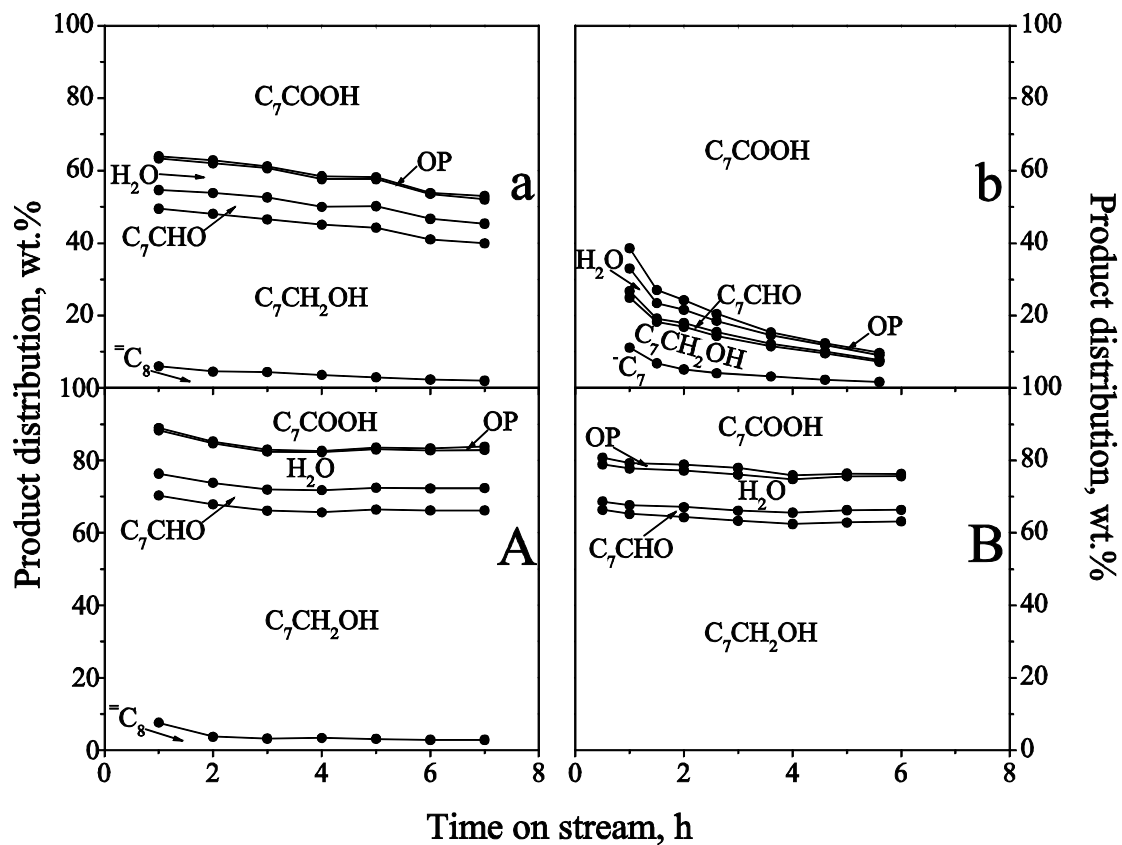 Product distribution, wt.%
100
80
60
40
20
100
80
60
40
20
0
C₇COOH
OP
H₂O
a
C₇CHO
C₇CH₂OH
⁼C₈
C₇COOH
b
H₂O
C₇CHO
OP
C₇CH₂OH
⁻C₇
100
80
60
40
20
100
80
60
40
20
0
Product distribution, wt.%
C₇COOH
OP
H₂O
C₇CHO
A
C₇CH₂OH
⁼C₈
C₇COOH
OP
H₂O
C₇CHO
B
C₇CH₂OH
0 2 4 6 8
0 2 4 6 8
Time on stream, h